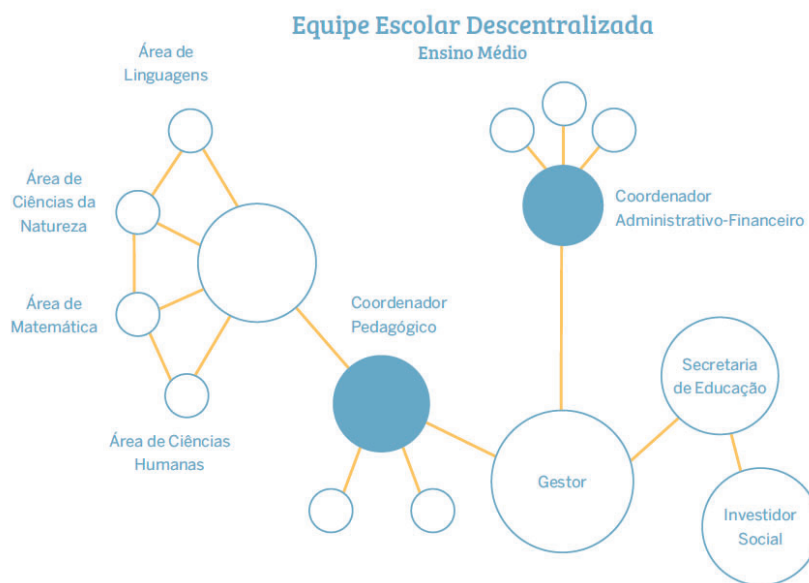 Equipe Escolar Descentralizada
Ensino Médio
Área de
Linguagens
Área de
Ciências da
Natureza
Área de
Matemática
Área de Ciências
Humanas
Coordenador
Pedagógico
Coordenador
Administrativo-Financeiro
Gestor
Secretaria
de Educação
Investidor
Social